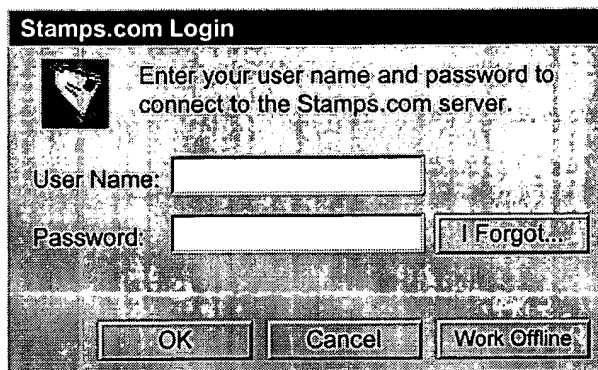 Stamps.com Login
Enter your user name and password to
connect to the Stamps.com server.
User Name:
Password:
I Forgot...
OK
Cancel
Work Offline